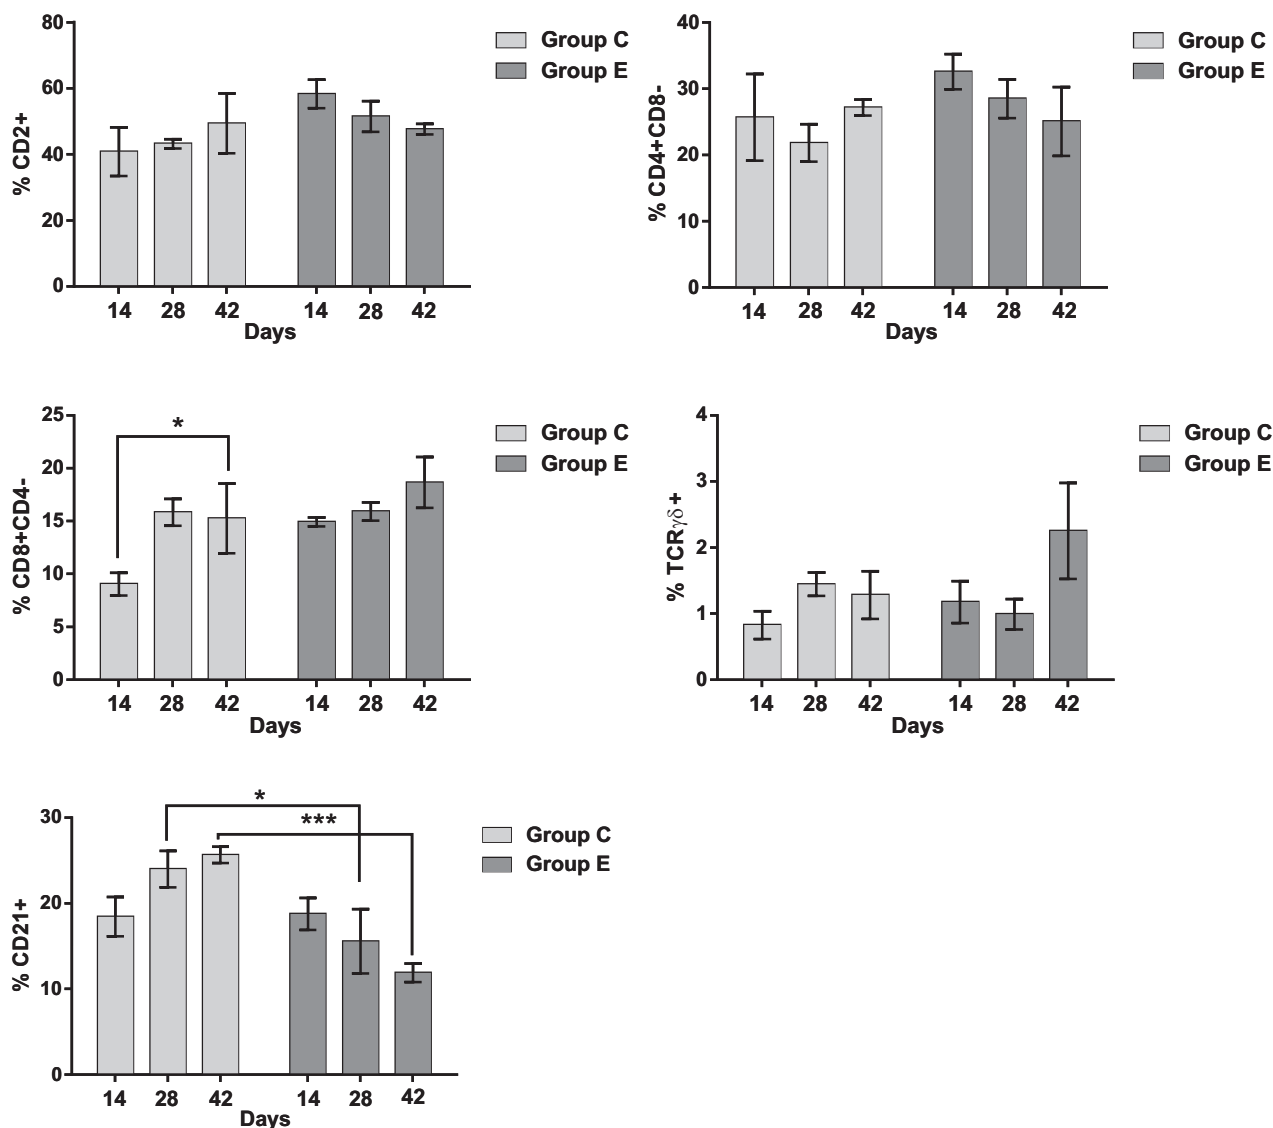 % CD2+
80
60
40
20
0
14 28 42 14 28 42
Days
Group C
Group E
% CD4+CD8-
40
30
20
10
0
14 28 42 14 28 42
Days
Group C
Group E
% CD8+CD4-
25
20
15
10
5
0
*
14 28 42 14 28 42
Days
Group C
Group E
% TCRγδ+
4
3
2
1
0
14 28 42 14 28 42
Days
Group C
Group E
% CD21+
30
20
10
0
*
***
14 28 42 14 28 42
Days
Group C
Group E